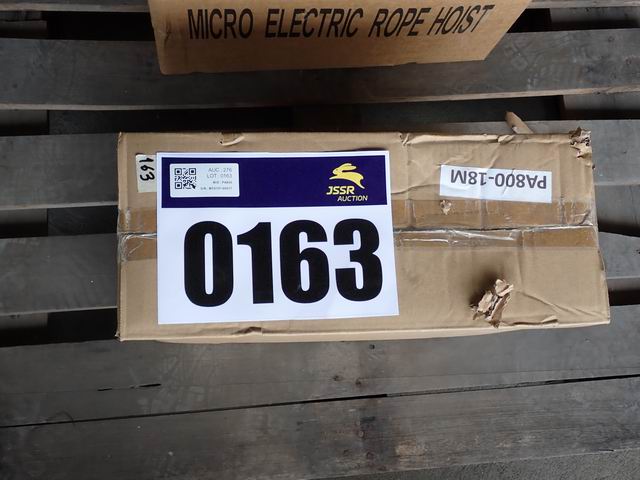 MICRO ELECTRIC ROPE HOIST
163
AUC : 276
LOT : 0163
JSSR
AUCTION
PA800-18M
0163